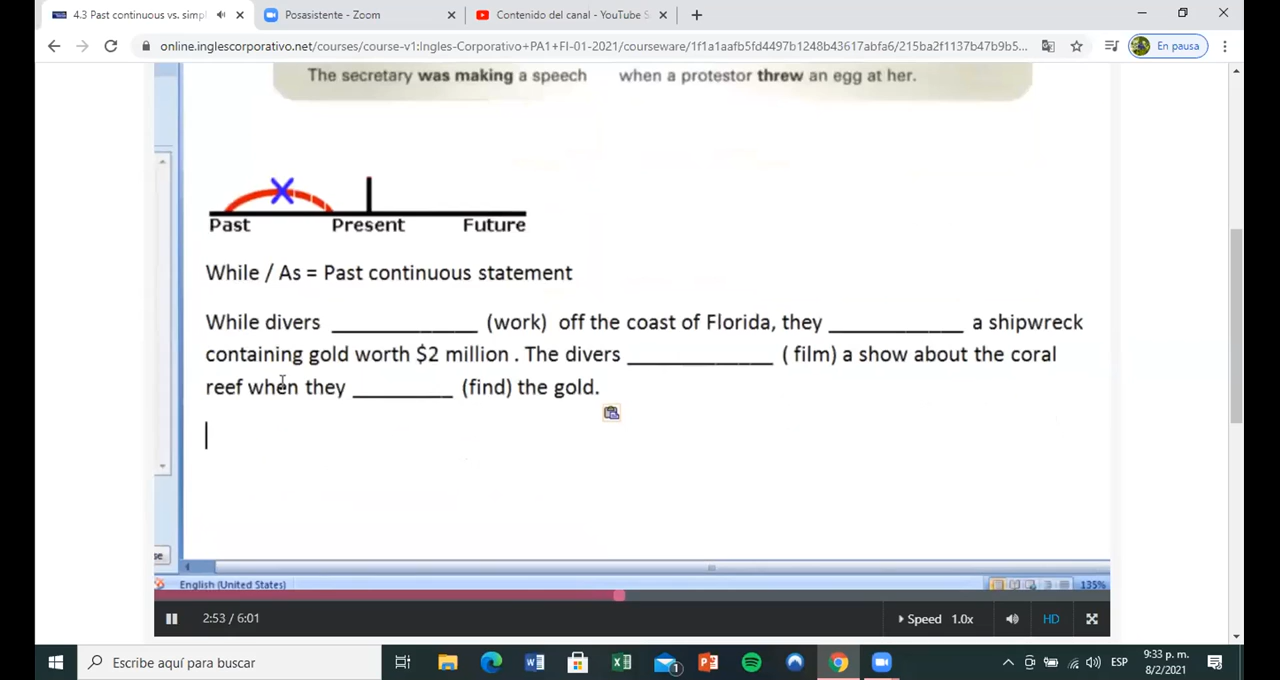 4.3 Past continuous vs. simpl
Posasistente - Zoom
Contenido del canal - YouTube S
online.inglescorporativo.net/courses/course-v1:Ingles-Corporativo+PA1+FI-01-2021/courseware/1f1a1aafb5fd4497b1248b43617abfa6/215ba2f1137b47b9b5...
En pausa
The secretary was making a speech when a protestor threw an egg at her.
Past Present Future
While / As = Past continuous statement
While divers _____________ (work) off the coast of Florida, they ____________ a shipwreck
containing gold worth $2 million . The divers _____________ ( film) a show about the coral
reef when they _________ (find) the gold.
se
English (United States)
135%
2:53 / 6:01
Speed 1.0x
HD
Escribe aquí para buscar
1
ESP
9:33 p. m.
8/2/2021